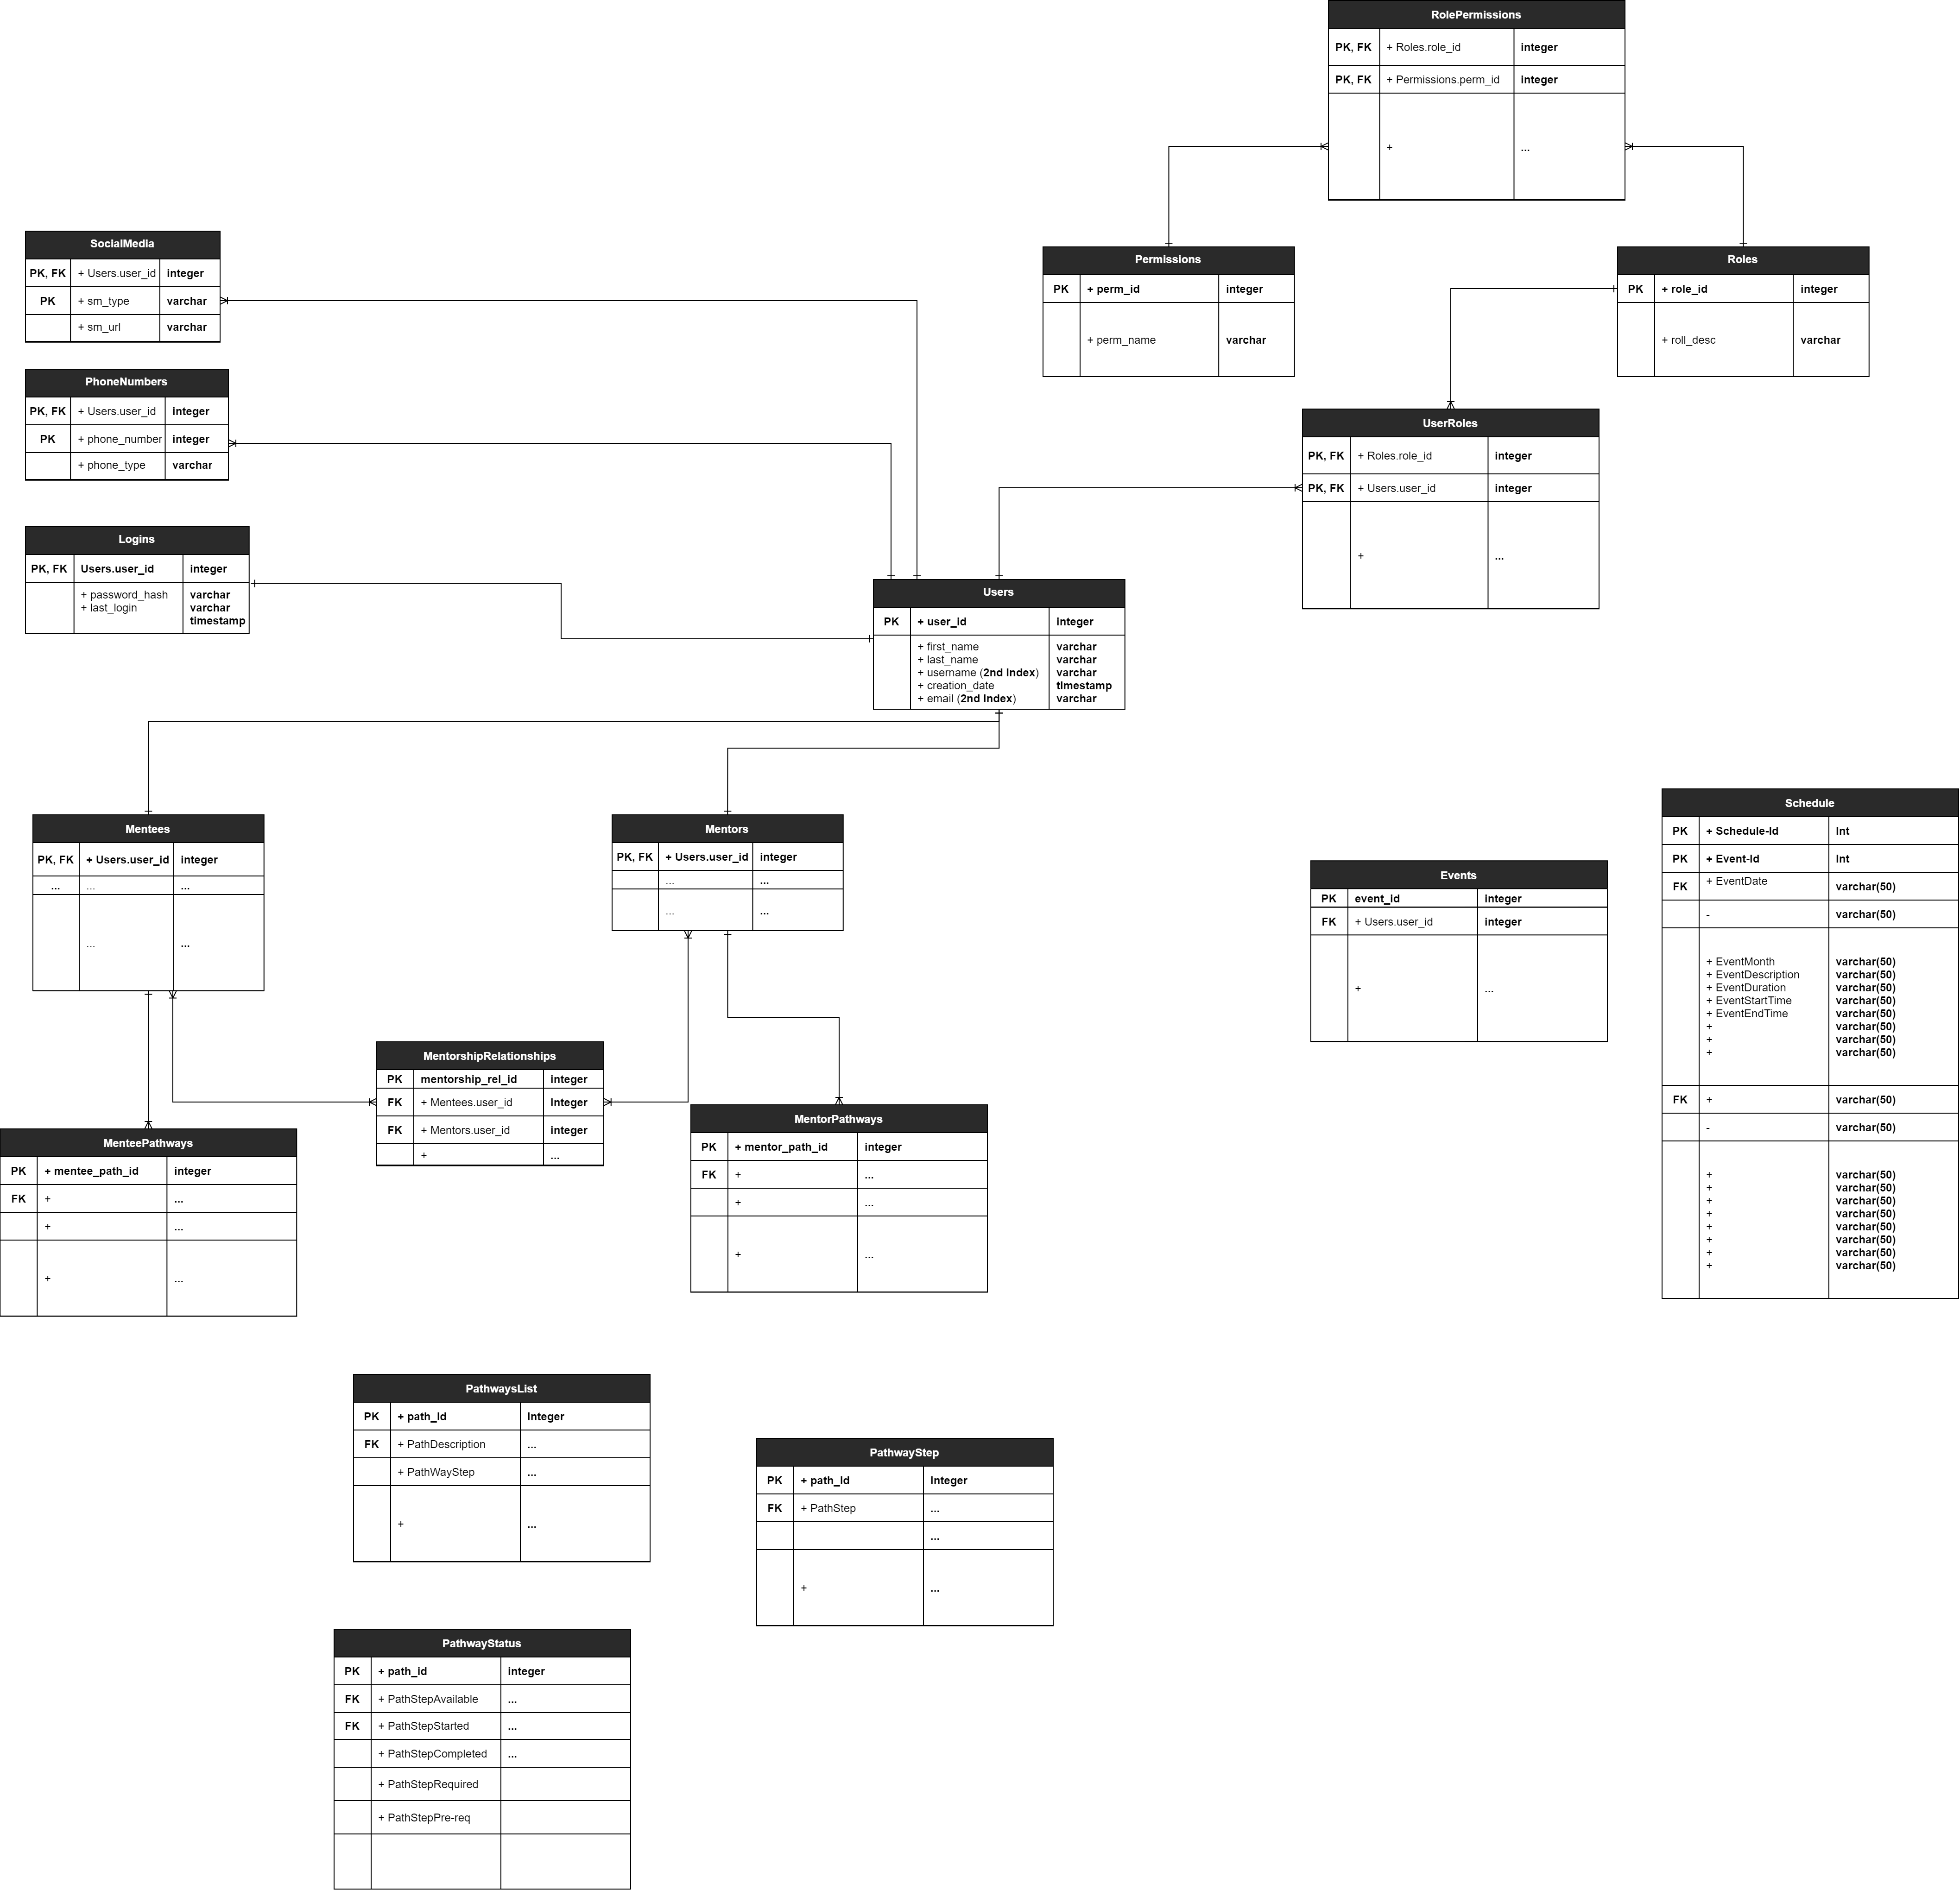 RolePermissions
PK, FK + Roles.role_id integer
PK, FK + Permissions.perm_id integer
+ ...
SocialMedia
PK, FK + Users.user_id integer
PK + sm_type varchar
+ sm_url varchar
Permissions
PK + perm_id integer
+ perm_name varchar
Roles
PK + role_id integer
+ roll_desc varchar
PhoneNumbers
PK, FK + Users.user_id integer
PK + phone_number integer
+ phone_type varchar
UserRoles
PK, FK + Roles.role_id integer
PK, FK + Users.user_id integer
+ ...
Logins
PK, FK Users.user_id integer
+ password_hash varchar
+ last_login varchar
timestamp
Users
PK + user_id integer
+ first_name varchar
+ last_name varchar
+ username (2nd Index) varchar
+ creation_date timestamp
+ email (2nd index) varchar
Mentees
PK, FK + Users.user_id integer
... ... ...
... ...
Mentors
PK, FK + Users.user_id integer
... ...
... ...
Events
PK event_id integer
FK + Users.user_id integer
+ ...
Schedule
PK + Schedule-Id Int
PK + Event-Id Int
FK + EventDate varchar(50)
- varchar(50)
+ EventMonth varchar(50)
+ EventDescription varchar(50)
+ EventDuration varchar(50)
+ EventStartTime varchar(50)
+ EventEndTime varchar(50)
+ varchar(50)
+ varchar(50)
+ varchar(50)
FK + varchar(50)
- varchar(50)
+ varchar(50)
+ varchar(50)
+ varchar(50)
+ varchar(50)
+ varchar(50)
+ varchar(50)
+ varchar(50)
+ varchar(50)
MentorshipRelationships
PK mentorship_rel_id integer
FK + Mentees.user_id integer
FK + Mentors.user_id integer
+ ...
MenteePathways
PK + mentee_path_id integer
FK + ...
+ ...
+ ...
MentorPathways
PK + mentor_path_id integer
FK + ...
+ ...
+ ...
PathwaysList
PK + path_id integer
FK + PathDescription ...
+ PathWayStep ...
+ ...
PathwayStep
PK + path_id integer
FK + PathStep ...
...
+ ...
PathwayStatus
PK + path_id integer
FK + PathStepAvailable ...
FK + PathStepStarted ...
+ PathStepCompleted ...
+ PathStepRequired
+ PathStepPre-req